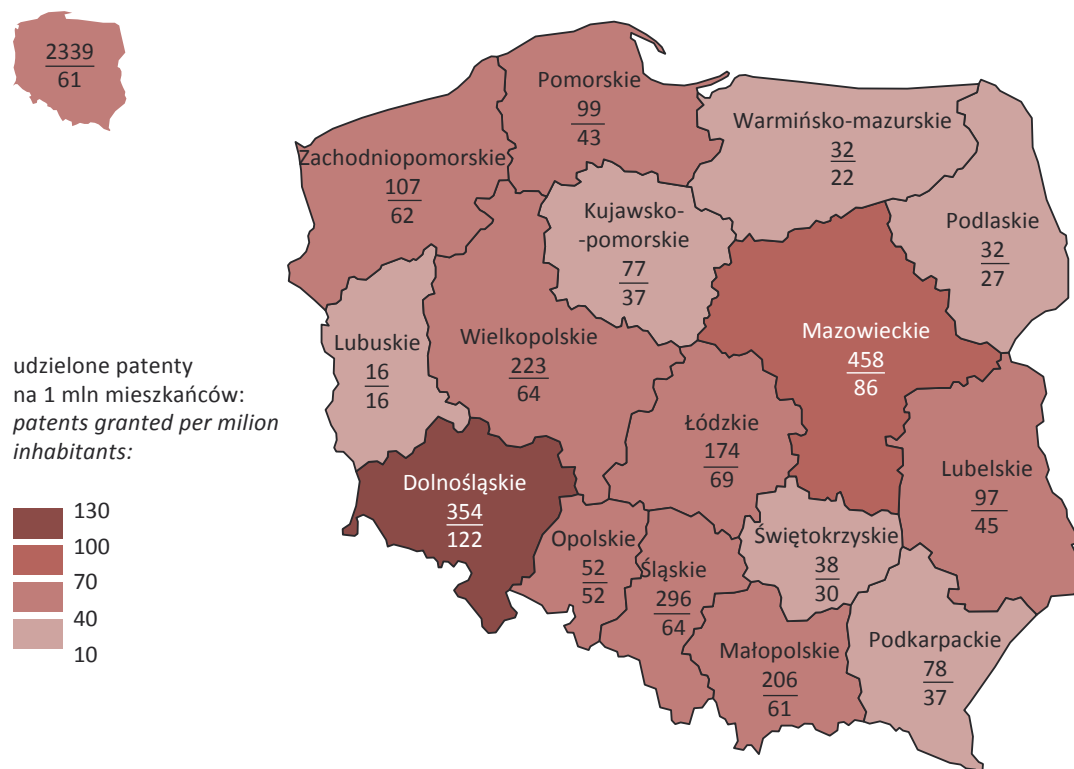 2339
61
Pomorskie
99
43
Warmińsko-mazurskie
32
22
Zachodniopomorskie
107
62
Kujawsko-
-pomorskie
77
37
Podlaskie
32
27
Mazowieckie
458
86
Wielkopolskie
223
64
Lubuskie
16
16
udzielone patenty
na 1 mln mieszkańców:
patents granted per milion
inhabitants:
Łódzkie
174
69
Lubelskie
97
45
Dolnośląskie
354
122
130
100
70
40
10
Opolskie
52
52
Śląskie
296
64
Świętokrzyskie
38
30
Małopolskie
206
61
Podkarpackie
78
37